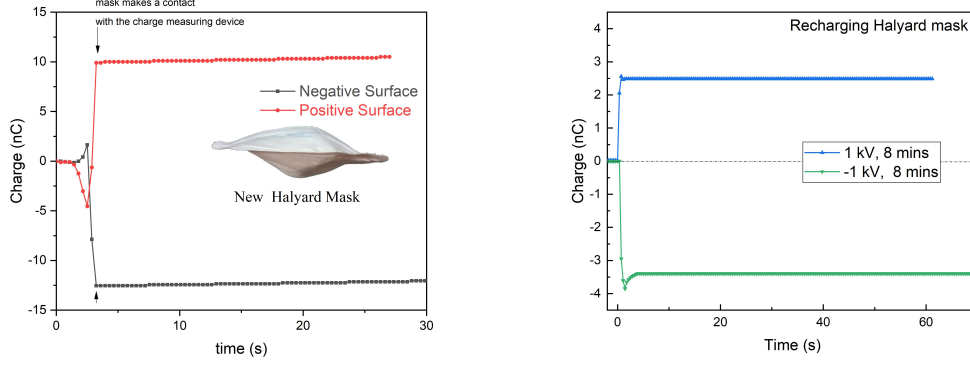 mask makes a contact
with the charge measuring device
15
10
5
0
-5
-10
-15
Charge (nC)
Negative Surface
Positive Surface
New Halyard Mask
0
10
20
30
time (s)
Recharging Halyard mask
4
3
2
1
0
-1
-2
-3
-4
Charge (nC)
1 kV, 8 mins
-1 kV, 8 mins
0
20
40
60
Time (s)